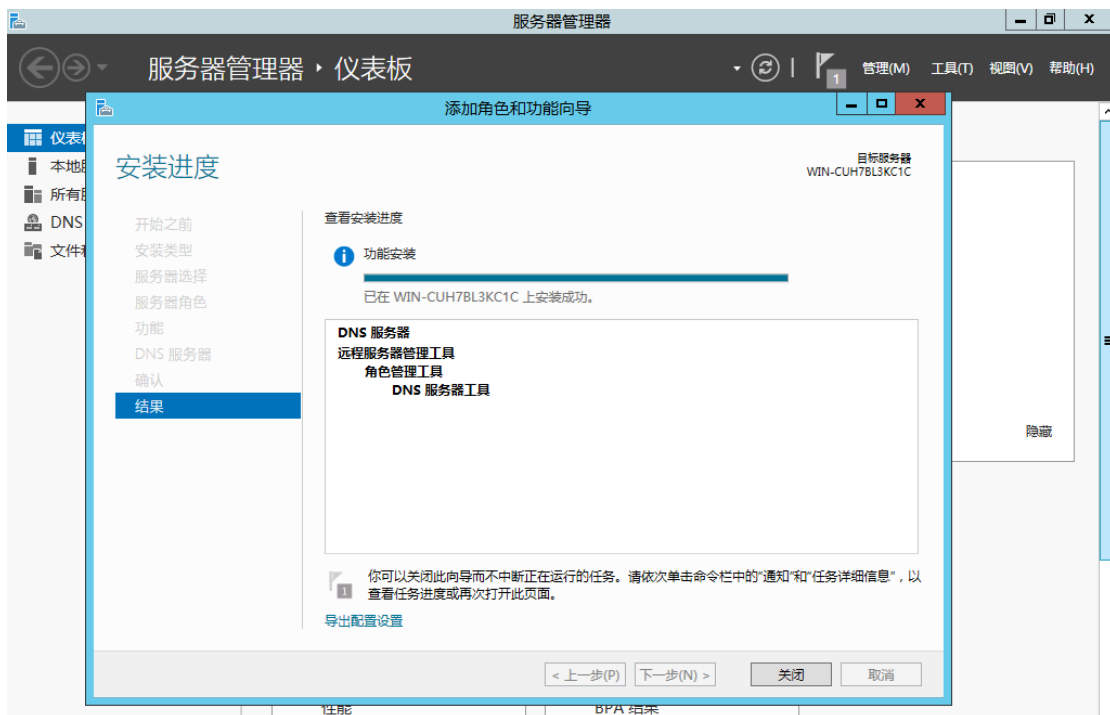 服务器管理器
服务器管理器 仪表板
1 管理(M) 工具(T) 视图(V) 帮助(H)
添加角色和功能向导
仪表
本地
所有
DNS
文件
安装进度
目标服务器
WIN-CUH7BL3KC1C
开始之前
安装类型
服务器选择
服务器角色
功能
DNS 服务器
确认
结果
查看安装进度
功能安装
已在 WIN-CUH7BL3KC1C 上安装成功。
DNS 服务器
远程服务器管理工具
角色管理工具
DNS 服务器工具
1
你可以关闭此向导而不中断正在运行的任务。请依次单击命令栏中的“通知”和“任务详细信息”，以
查看任务进度或再次打开此页面。
导出配置设置
< 上一步(P) 下一步(N) > 关闭 取消
隐藏
性能 BPA 结果